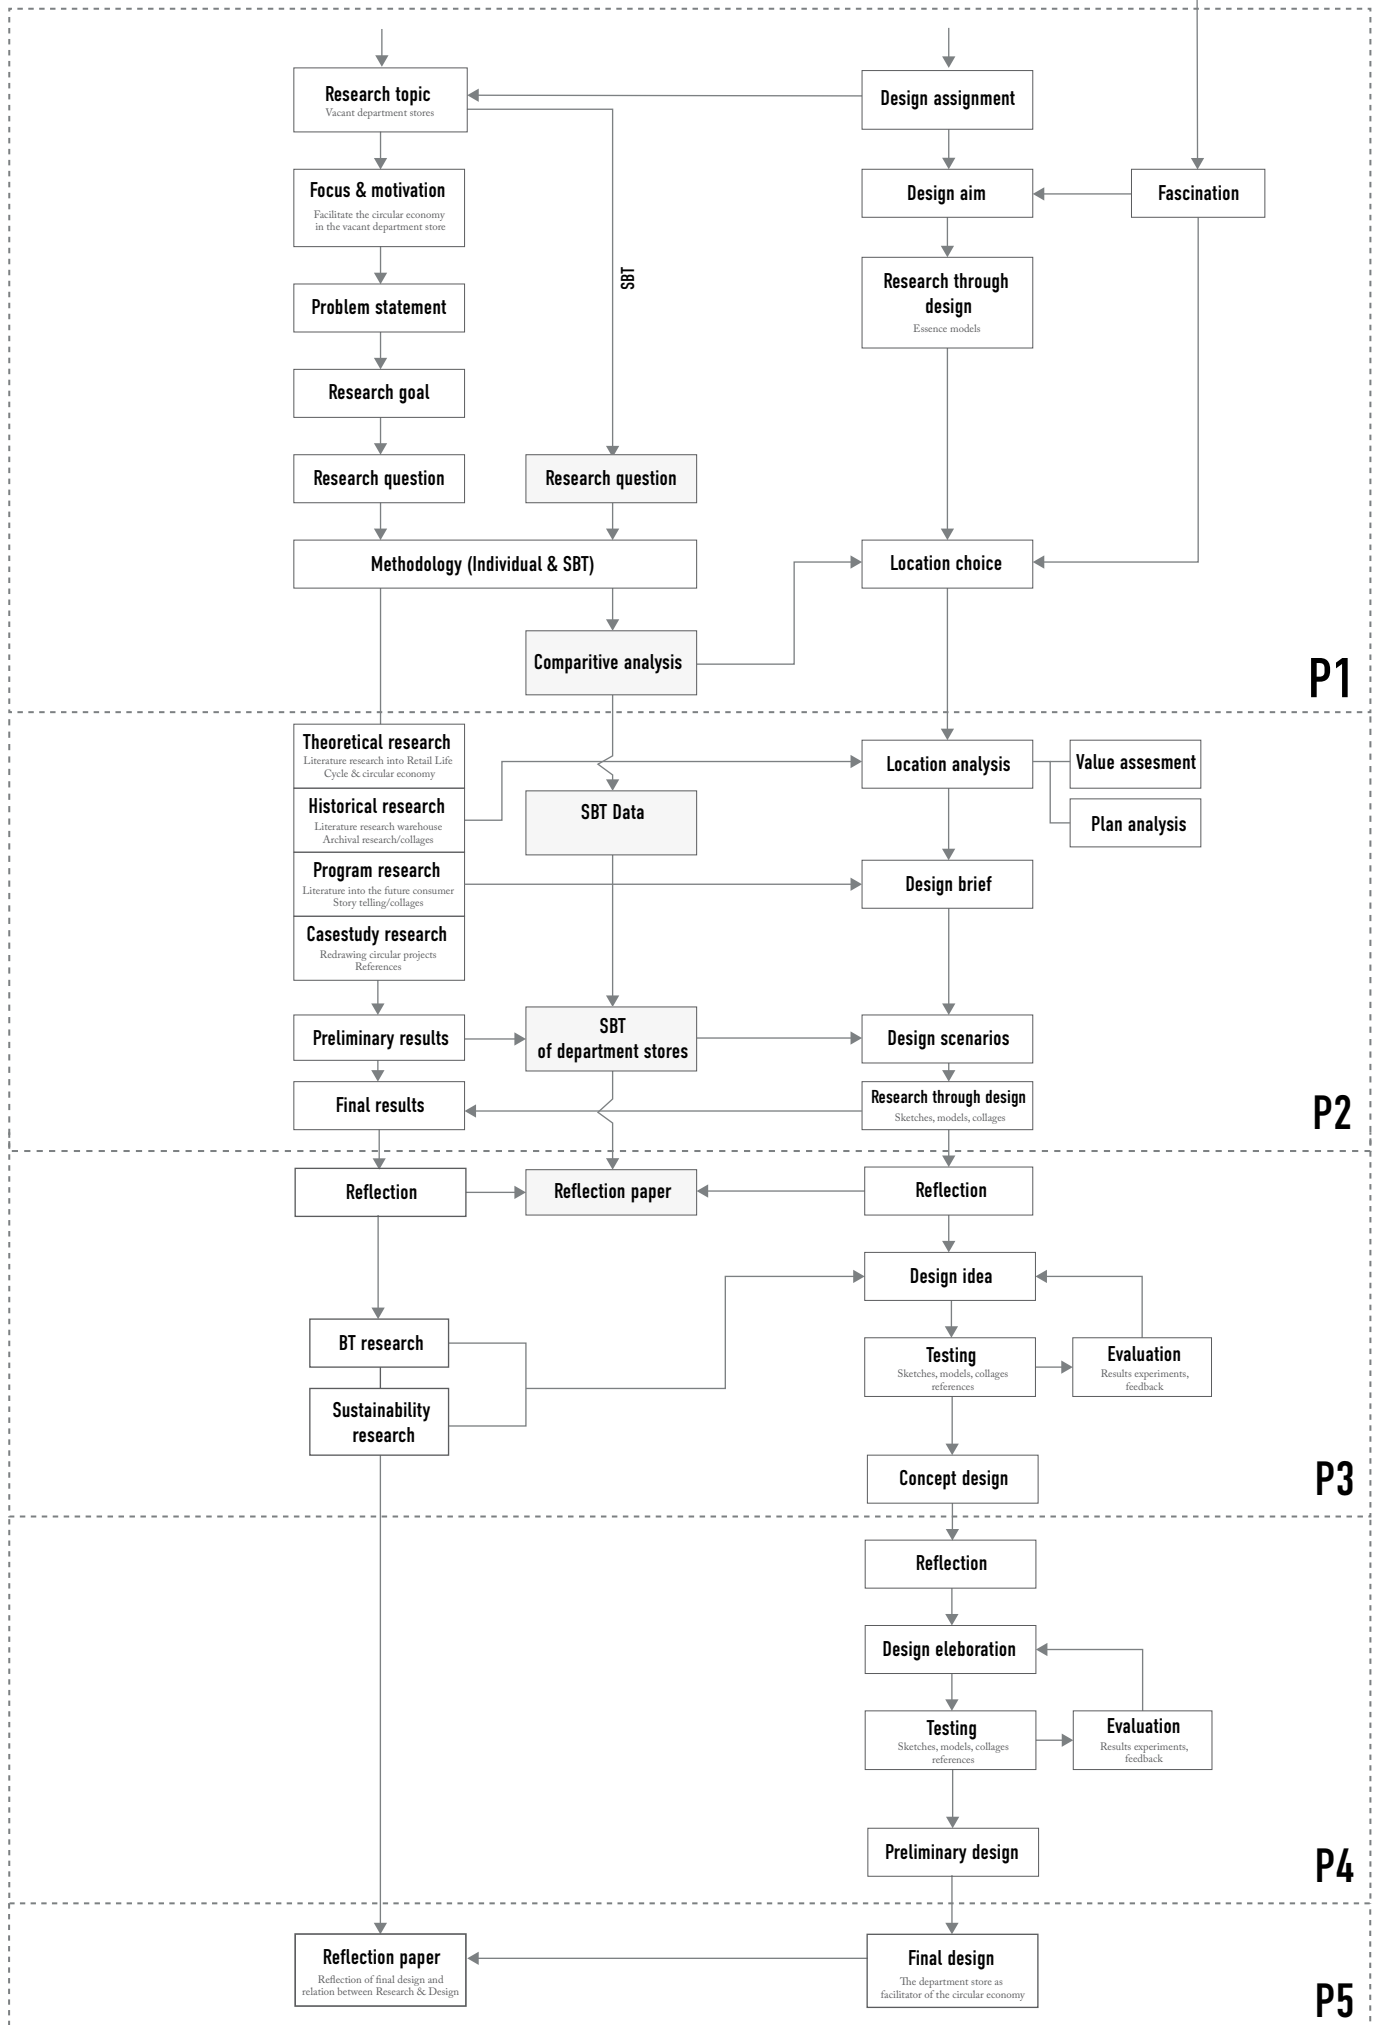 Research topic
Vacant department stores
Design assignment
Focus & motivation
Facilitate the circular economy
in the vacant department store
Design aim
Fascination
SBT
Research through
design
Essence models
Problem statement
Research goal
Research question
Research question
Methodology (Individual & SBT)
Location choice
Comparitive analysis
P1
Theoretical research
Literature research into Retail Life
Cycle & circular economy
Location analysis
Value assesment
Historical research
Literature research warehouse
Archival research/collages
SBT Data
Plan analysis
Program research
Literature into the future consumer
Story telling/collages
Design brief
Casestudy research
Redrawing circular projects
References
Preliminary results
SBT
of department stores
Design scenarios
Final results
Research through design
Sketches, models, collages
P2
Reflection
Reflection paper
Reflection
Design idea
BT research
Testing
Sketches, models, collages
references
Evaluation
Results experiments,
feedback
Sustainability
research
Concept design
P3
Reflection
Design eleboration
Testing
Sketches, models, collages
references
Evaluation
Results experiments,
feedback
Preliminary design
P4
Reflection paper
Reflection of final design and
relation between Research & Design
Final design
The department store as
facilitator of the circular economy
P5